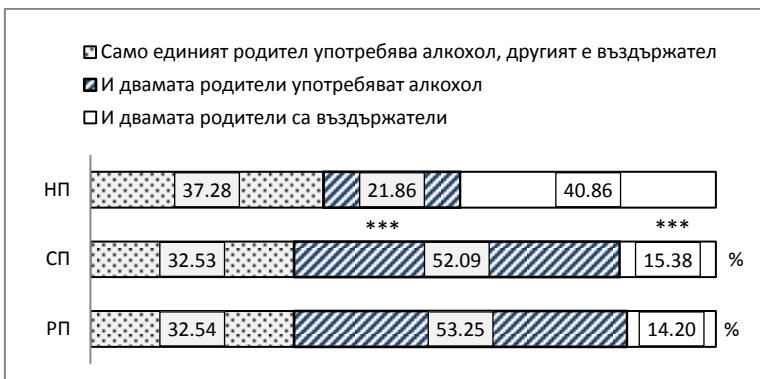 Само единият родител употребява алкохол, другият е въздържател
И двамата родители употребяват алкохол
И двамата родители са въздържатели
НП 37.28 21.86 40.86
*** ***
СП 32.53 52.09 15.38 %
РП 32.54 53.25 14.20 %